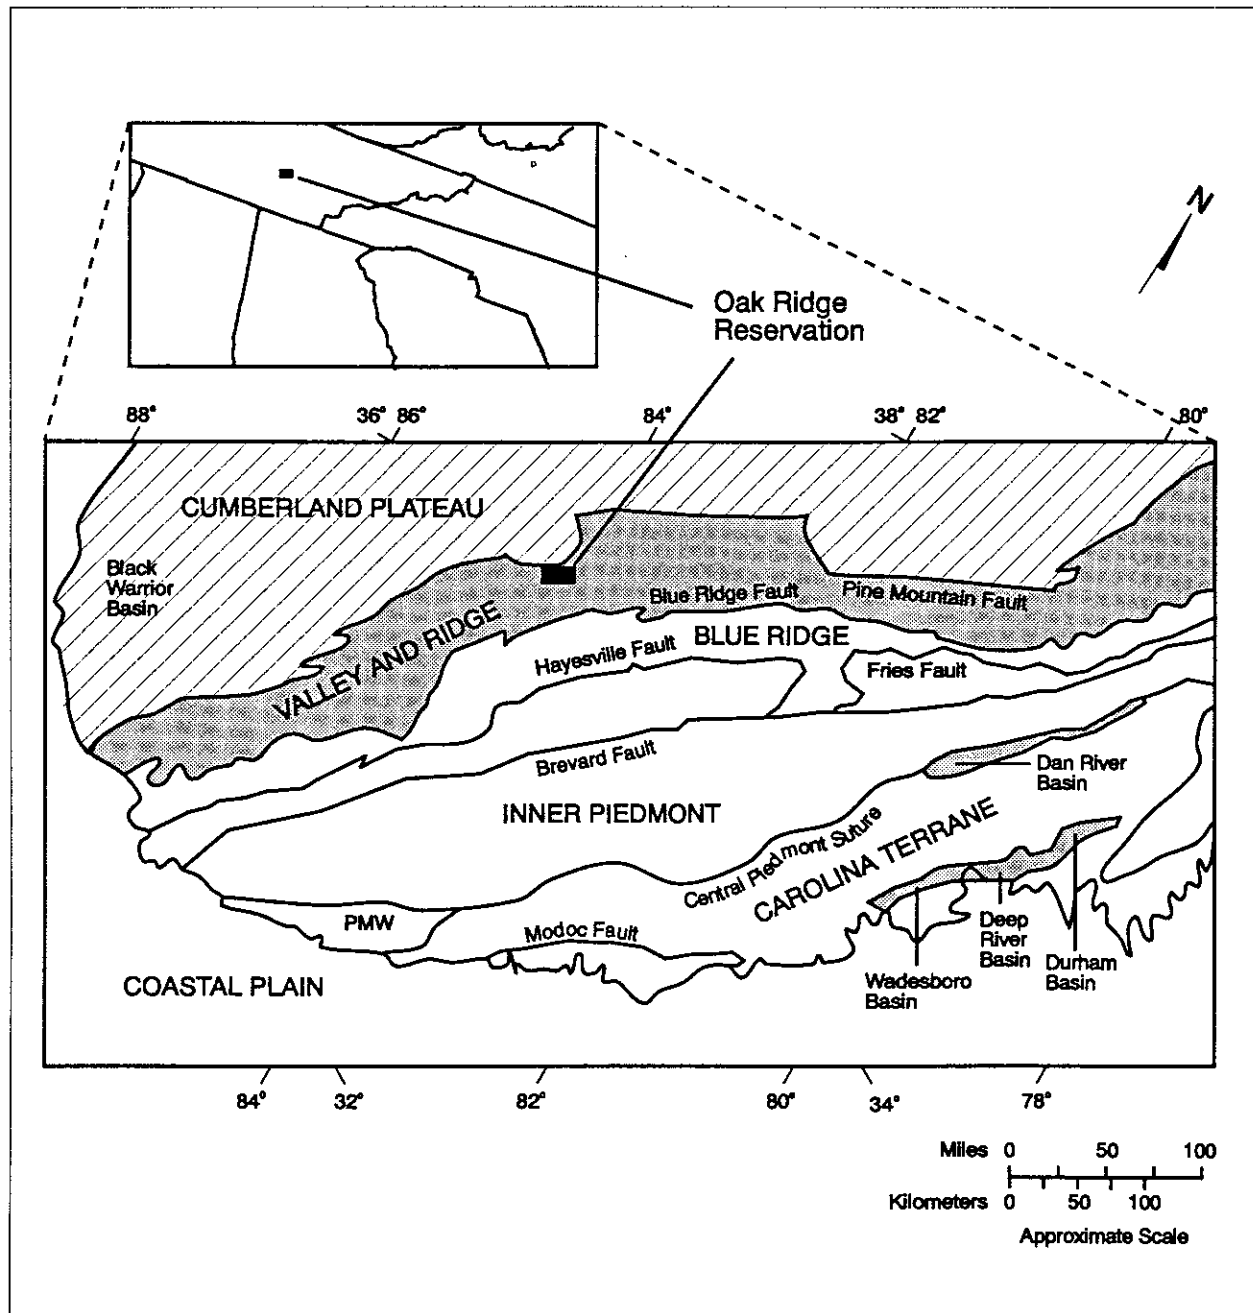 N
Oak Ridge
Reservation
88° 36° 86° 84° 38° 82° 80°
CUMBERLAND PLATEAU
Black
Warrior
Basin
VALLEY AND RIDGE
Blue Ridge Fault
Pine Mountain Fault
BLUE RIDGE
Hayesville Fault
Fries Fault
Brevard Fault
Dan River
Basin
INNER PIEDMONT
Central Piedmont Suture
CAROLINA TERRANE
PMW
Modoc Fault
Deep
River
Basin
Durham
Basin
Wadesboro
Basin
COASTAL PLAIN
84° 32° 82° 80° 34° 78°
Miles 0 50 100
Kilometers 0 50 100
Approximate Scale